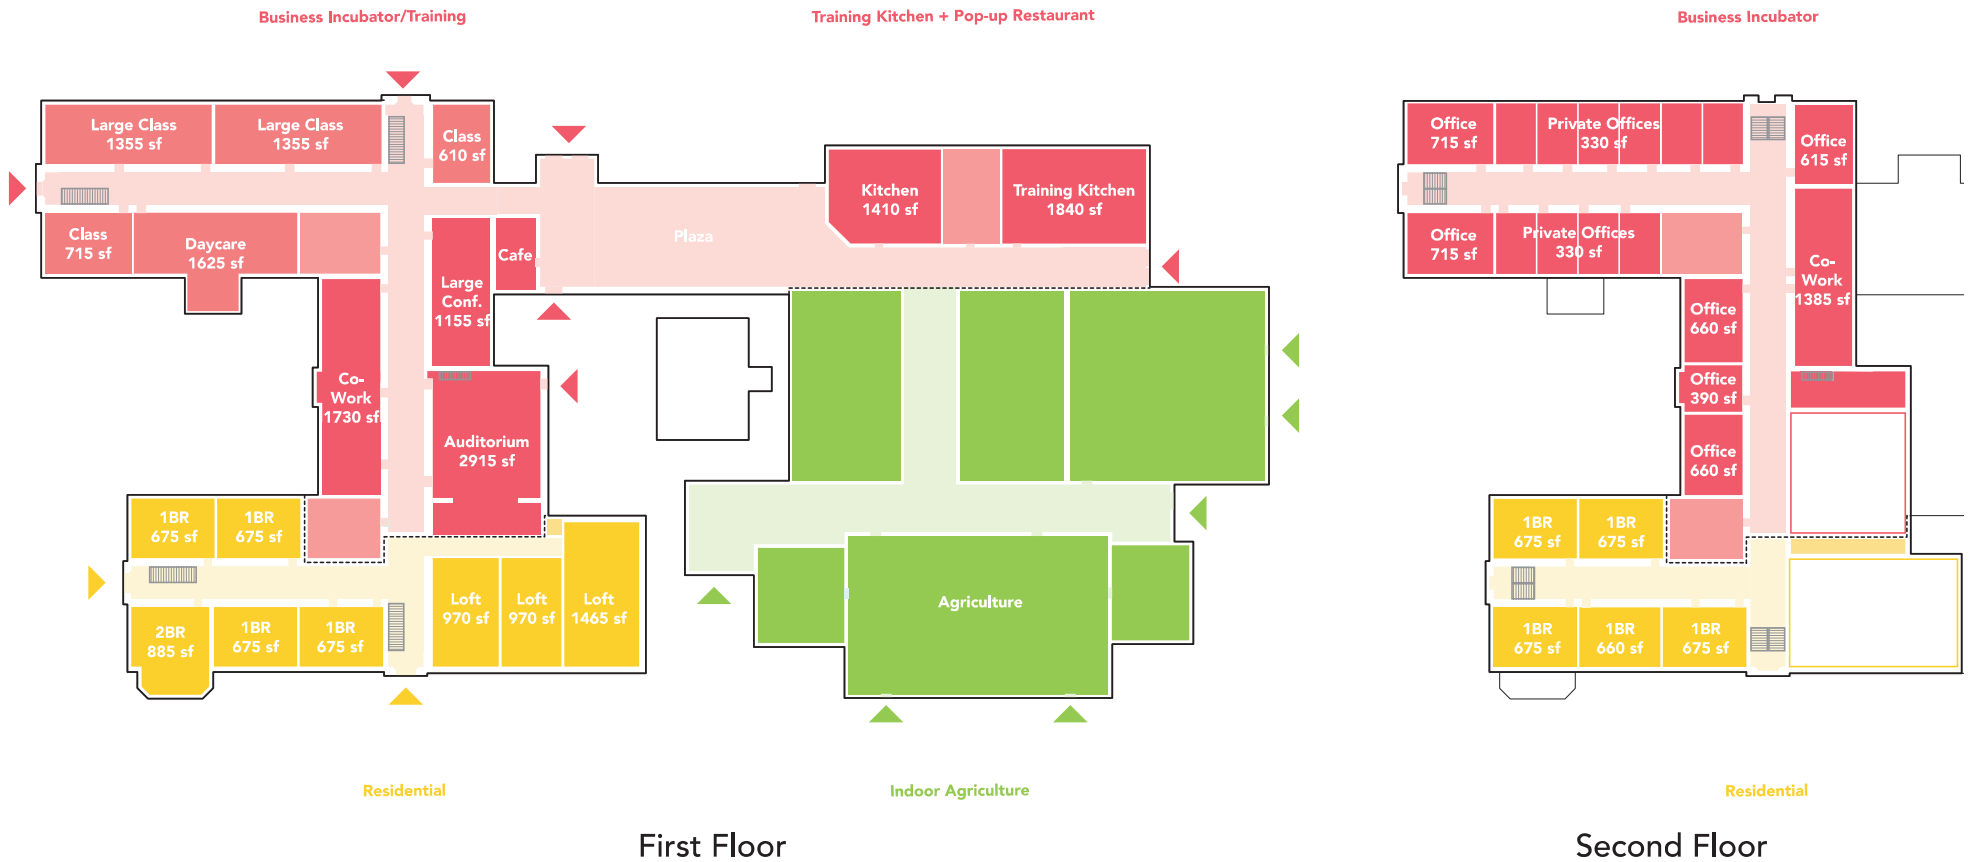 Business Incubator/Training
Training Kitchen + Pop-up Restaurant
Business Incubator
Large Class
1355 sf
Large Class
1355 sf
Class
610 sf
Class
715 sf
Daycare
1625 sf
Large
Conf.
1155 sf
Cafe
Plaza
Kitchen
1410 sf
Training Kitchen
1840 sf
Co-
Work
1730 sf
Auditorium
2915 sf
1BR
675 sf
1BR
675 sf
2BR
885 sf
1BR
675 sf
1BR
675 sf
Loft
970 sf
Loft
970 sf
Loft
1465 sf
Agriculture
Office
715 sf
Private Offices
330 sf
Office
615 sf
Office
715 sf
Private Offices
330 sf
Co-
Work
1385 sf
Office
660 sf
Office
390 sf
Office
660 sf
1BR
675 sf
1BR
675 sf
1BR
675 sf
1BR
660 sf
1BR
675 sf
Residential
Indoor Agriculture
Residential
First Floor
Second Floor